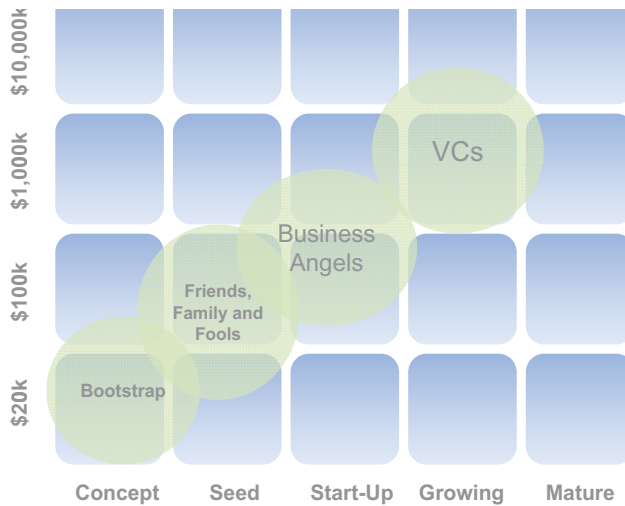 $10,000k
$1,000k
$100k
$20k
VCs
Business
Angels
Friends,
Family and
Fools
Bootstrap
Concept
Seed
Start-Up
Growing
Mature